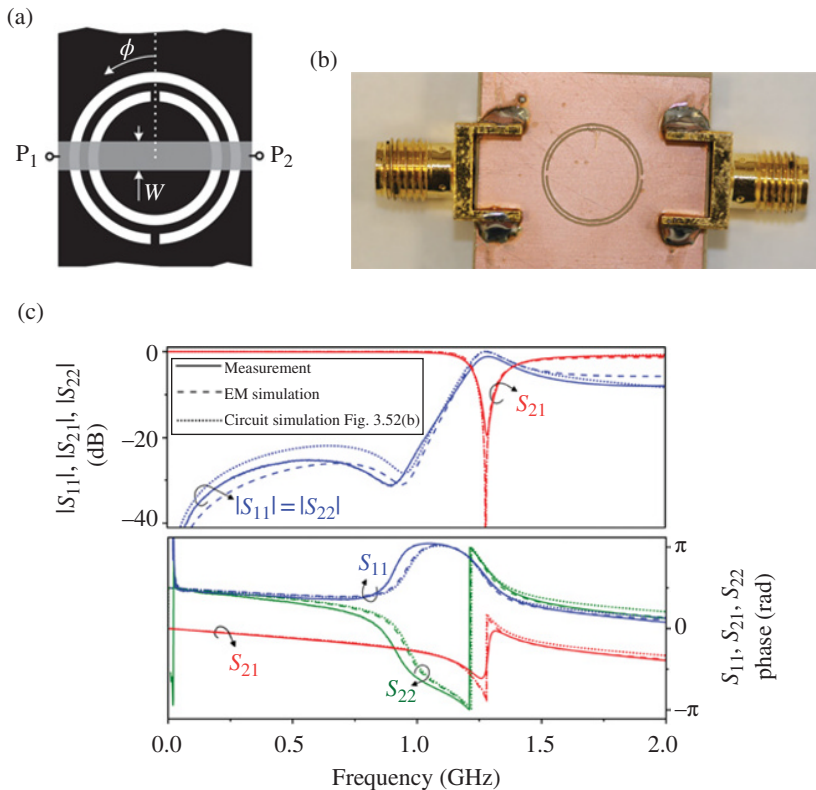 (a)
ϕ
P₁
P₂
W
(b)
(c)
|S₁₁|, |S₂₁|, |S₂₂|
(dB)
0
−20
−40
Measurement
EM simulation
Circuit simulation Fig. 3.52(b)
S₂₁
|S₁₁| = |S₂₂|
S₁₁
S₂₁
S₂₂
π
0
−π
S₁₁, S₂₁, S₂₂
phase (rad)
0.0
0.5
1.0
1.5
2.0
Frequency (GHz)